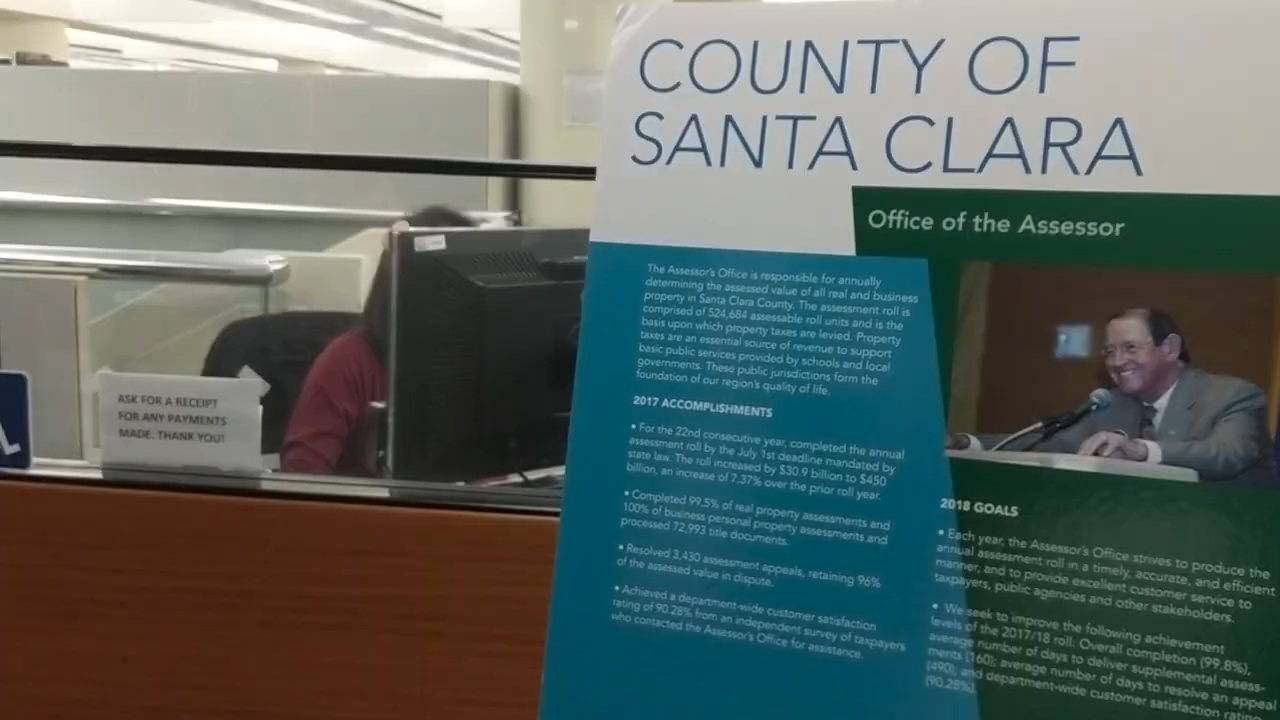 COUNTY OF
SANTA CLARA
Office of the Assessor
The Assessor's Office is responsible for annually
determining the assessed value of all real and business
property in Santa Clara County. The assessment roll is
comprised of 524,684 assessable roll units and is the
basis upon which property taxes are levied. Property
taxes are an essential source of revenue to support
basic public services provided by schools and local
governments. These public jurisdictions form the
foundation of our region's quality of life.
2017 ACCOMPLISHMENTS
• For the 22nd consecutive year, completed the annual
assessment roll by the July 1st deadline mandated by
state law. The roll increased by $30.9 billion to $450
billion, an increase of 7.37% over the prior roll year.
• Completed 99.5% of real property assessments and
100% of business personal property assessments and
processed 72,993 title documents.
• Resolved 3,430 assessment appeals, retaining 96%
of the assessed value in dispute.
• Achieved a department-wide customer satisfaction
rating of 90.28% from an independent survey of taxpayers
who contacted the Assessor's Office for assistance.
2018 GOALS
• Each year, the Assessor's Office strives to produce the
annual assessment roll in a timely, accurate, and efficient
manner, and to provide excellent customer service to
taxpayers, public agencies and other stakeholders.
• We seek to improve the following achievement
levels of the 2017/18 roll: Overall completion (99.8%),
average number of days to deliver supplemental assess-
ments (160); average number of days to resolve an appeal
(490); and department-wide customer satisfaction rating
(90.28%)
ASK FOR A RECEIPT
FOR ANY PAYMENTS
MADE. THANK YOU!